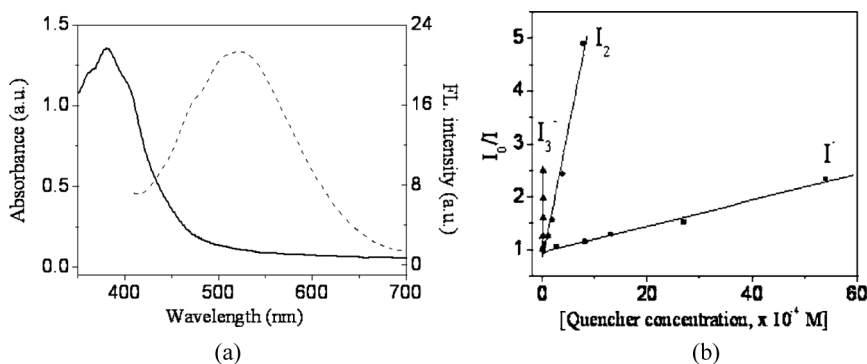 1.5
1.0
0.5
0.0
Absorbance (a.u.)
24
16
8
0
FL. intensity (a.u.)
400 500 600 700
Wavelength (nm)
(a)
5
4
3
2
1
I₀/I
I₂
I₃⁻
I⁻
0 20 40 60
[Quencher concentration, x 10⁻⁴ M]
(b)